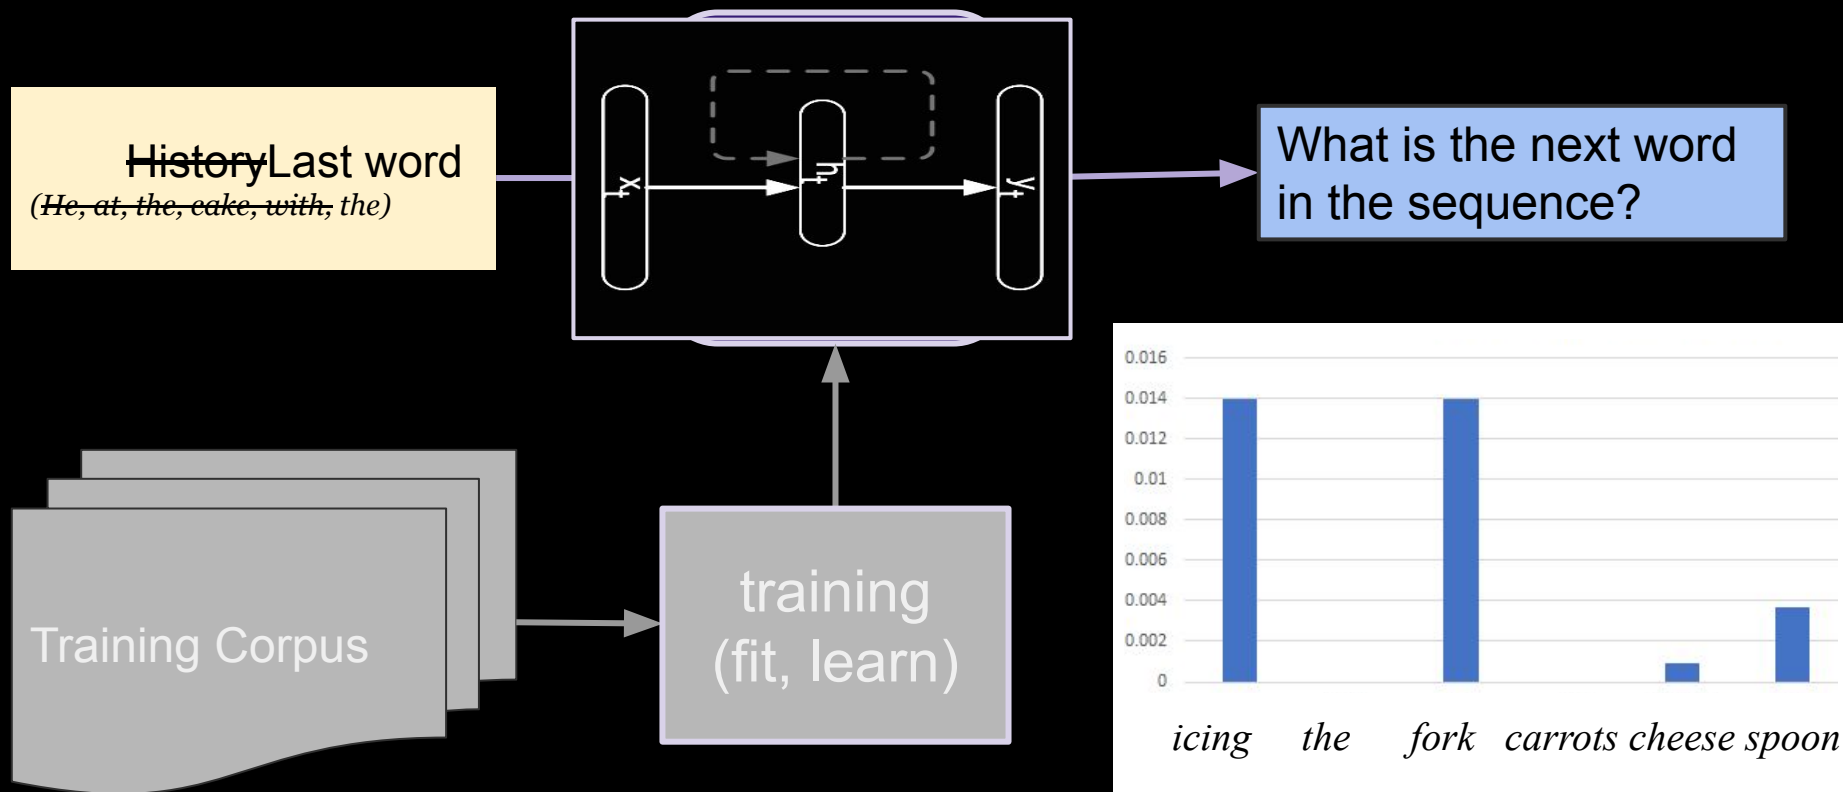 HistoryLast word
(He, at, the, cake, with, the)
x
t
h
t
y
t
What is the next word
in the sequence?
Training Corpus
training
(fit, learn)
0.016
0.014
0.012
0.01
0.008
0.006
0.004
0.002
0
icing the fork carrots cheese spoon